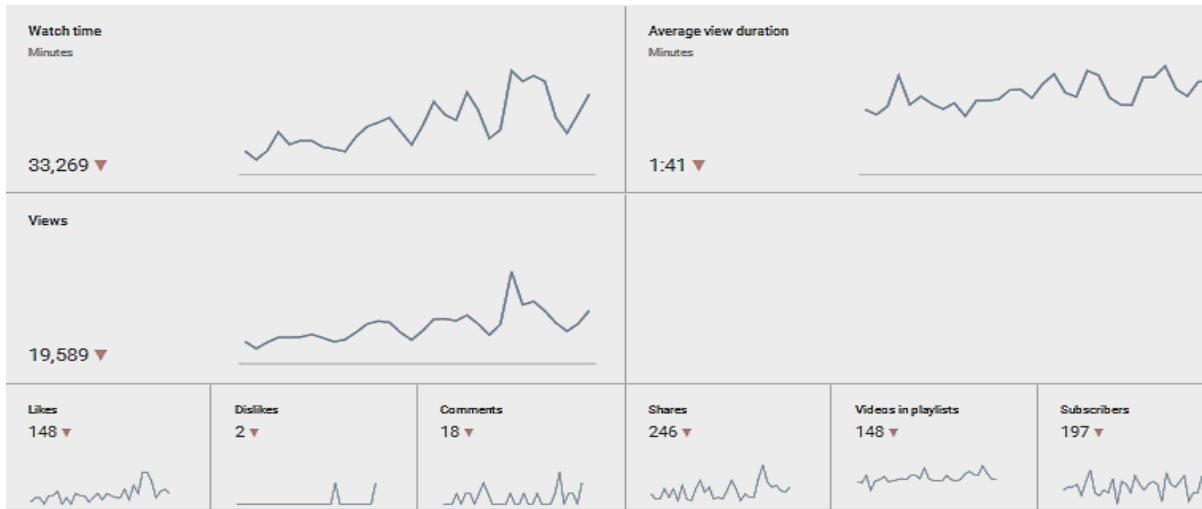 Watch time
Minutes
33,269 ▼
Average view duration
Minutes
1:41 ▼
Views
19,589 ▼
Likes
148 ▼
Dislikes
2 ▼
Comments
18 ▼
Shares
246 ▼
Videos in playlists
148 ▼
Subscribers
197 ▼